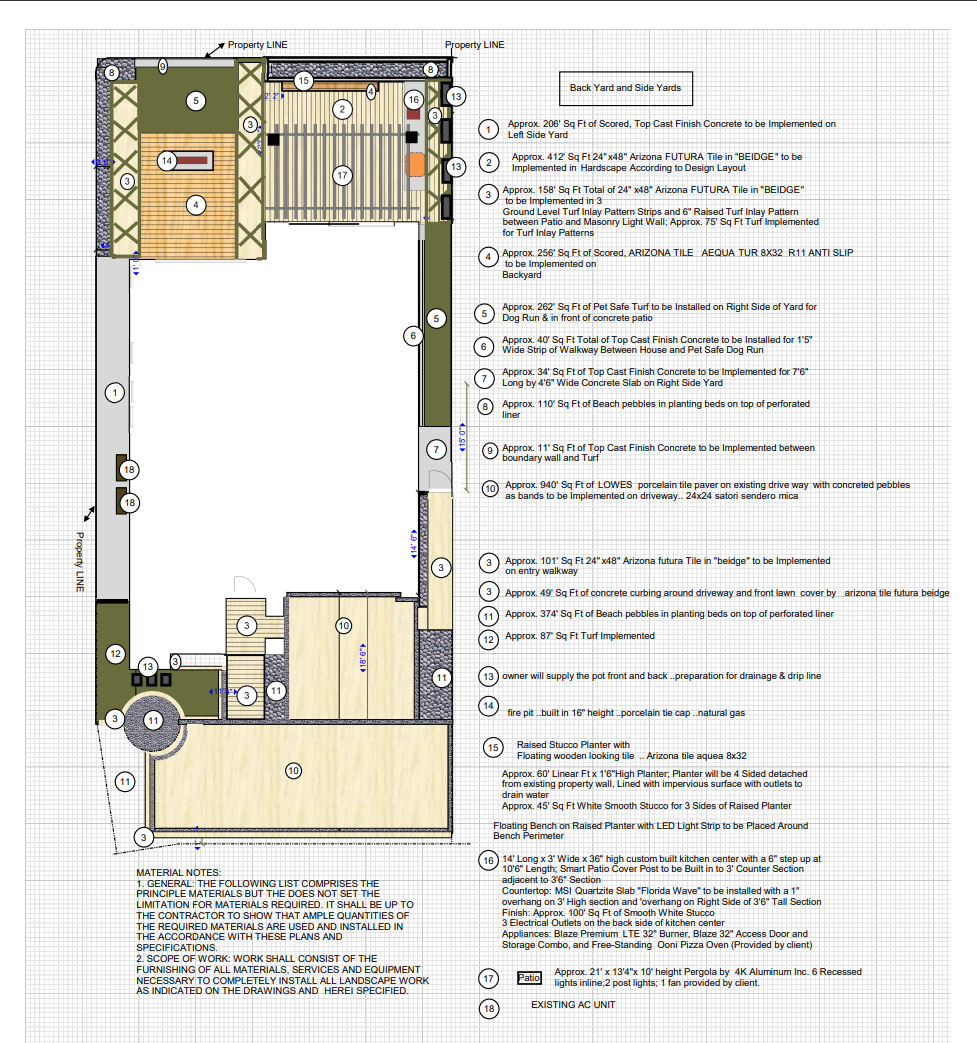 Property LINE
Property LINE
Back Yard and Side Yards
8
9
5
3
15
4
2' 2"
2
8
16
13
3
14
3
4
17
13
1
18
18
Property LINE
5
6
7
15' 0"
14' 6"
3
3
10
18' 6"
12
13
3
3
11
11
3
11
10
11
3
1
Approx. 206' Sq Ft of Scored, Top Cast Finish Concrete to be Implemented on
Left Side Yard
2
Approx. 412' Sq Ft 24"x48" Arizona FUTURA Tile in "BEIDGE" to be
Implemented in Hardscape According to Design Layout
3
Approx. 158' Sq Ft Total of 24" x48" Arizona FUTURA Tile in "BEIDGE"
to be Implemented in 3
Ground Level Turf Inlay Pattern Strips and 6" Raised Turf Inlay Pattern
between Patio and Masonry Light Wall; Approx. 75' Sq Ft Turf Implemented
for Turf Inlay Patterns
4
Approx. 256' Sq Ft of Scored, ARIZONA TILE AEQUA TUR 8X32 R11 ANTI SLIP
to be Implemented on
Backyard
5
Approx. 262' Sq Ft of Pet Safe Turf to be Installed on Right Side of Yard for
Dog Run & in front of concrete patio
6
Approx. 40' Sq Ft Total of Top Cast Finish Concrete to be Installed for 1'5"
Wide Strip of Walkway Between House and Pet Safe Dog Run
7
Approx. 34' Sq Ft of Top Cast Finish Concrete to be Implemented for 7'6"
Long by 4'6" Wide Concrete Slab on Right Side Yard
8
Approx. 110' Sq Ft of Beach pebbles in planting beds on top of perforated
liner
9
Approx. 11' Sq Ft of Top Cast Finish Concrete to be Implemented between
boundary wall and Turf
10
Approx. 940' Sq Ft of LOWES porcelain tile paver on existing drive way with concreted pebbles
as bands to be Implemented on driveway.. 24x24 satori sendero mica
3
Approx. 101' Sq Ft 24"x48" Arizona futura Tile in "beidge" to be Implemented
on entry walkway
3
Approx. 49' Sq Ft of concrete curbing around driveway and front lawn cover by arizona tile futura beidge
11
Approx. 374' Sq Ft of Beach pebbles in planting beds on top of perforated liner
12
Approx. 87' Sq Ft Turf Implemented
13
owner will supply the pot front and back ..preparation for drainage & drip line
14
fire pit ..built in 16" height ..porcelain tie cap ..natural gas
15
Raised Stucco Planter with
Floating wooden looking tile .. Arizona tile aquea 8x32
Approx. 60' Linear Ft x 1'6"High Planter; Planter will be 4 Sided detached
from existing property wall, Lined with impervious surface with outlets to
drain water
Approx. 45' Sq Ft White Smooth Stucco for 3 Sides of Raised Planter
Floating Bench on Raised Planter with LED Light Strip to be Placed Around
Bench Perimeter
16
14' Long x 3' Wide x 36" high custom built kitchen center with a 6" step up at
10'6" Length; Smart Patio Cover Post to be Built in to 3' Counter Section
adjacent to 3'6" Section
Countertop: MSI Quartzite Slab "Florida Wave" to be installed with a 1"
overhang on 3' High section and 'overhang on Right Side of 3'6" Tall Section
Finish: Approx. 100' Sq Ft of Smooth White Stucco
3 Electrical Outlets on the back side of kitchen center
Appliances: Blaze Premium LTE 32" Burner, Blaze 32" Access Door and
Storage Combo, and Free-Standing Ooni Pizza Oven (Provided by client)
17
Patio
Approx. 21' x 13'4"x 10' height Pergola by 4K Aluminum Inc. 6 Recessed
lights inline;2 post lights; 1 fan provided by client.
18
EXISTING AC UNIT
MATERIAL NOTES:
1. GENERAL: THE FOLLOWING LIST COMPRISES THE
PRINCIPLE MATERIALS BUT THE DOES NOT SET THE
LIMITATION FOR MATERIALS REQUIRED. IT SHALL BE UP TO
THE CONTRACTOR TO SHOW THAT AMPLE QUANTITIES OF
THE REQUIRED MATERIALS ARE USED AND INSTALLED IN
THE ACCORDANCE WITH THESE PLANS AND
SPECIFICATIONS.
2. SCOPE OF WORK: WORK SHALL CONSIST OF THE
FURNISHING OF ALL MATERIALS, SERVICES AND EQUIPMENT
NECESSARY TO COMPLETELY INSTALL ALL LANDSCAPE WORK
AS INDICATED ON THE DRAWINGS AND HEREI SPECIFIED.